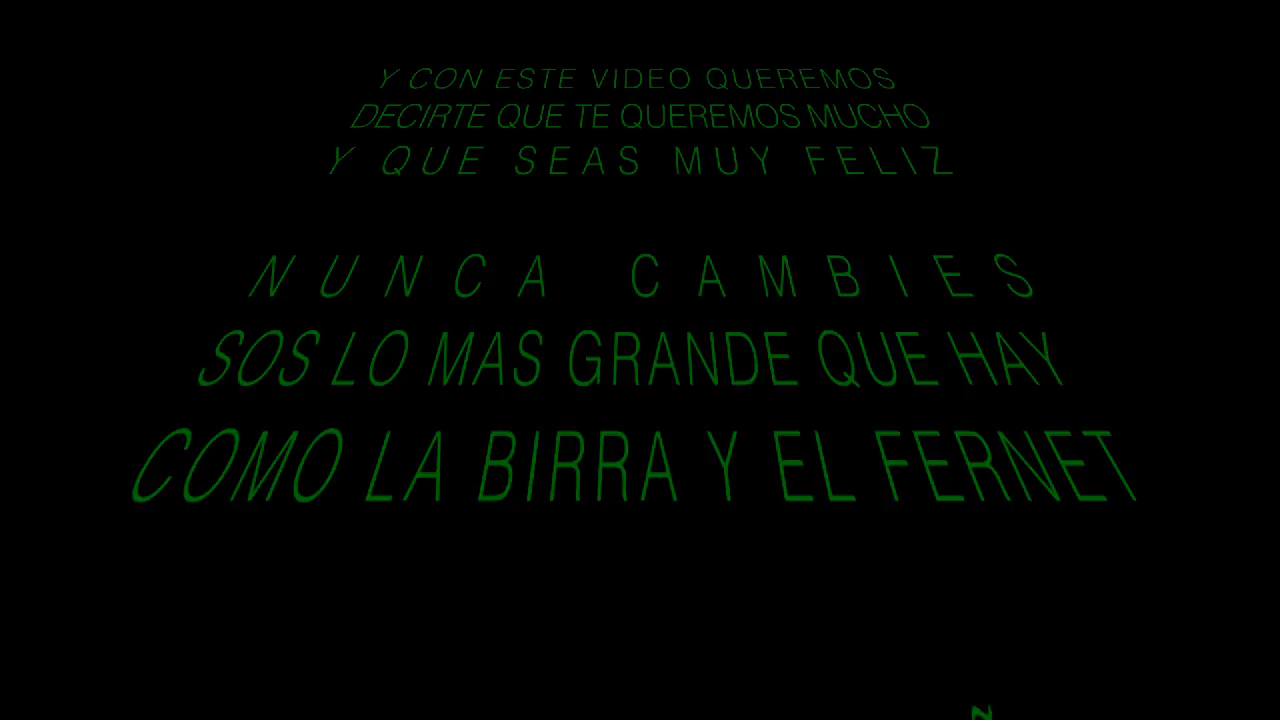 Y CON ESTE VIDEO QUEREMOS
DECIRTE QUE TE QUEREMOS MUCHO
Y QUE SEAS MUY FELIZ
NUNCA CAMBIES
SOS LO MAS GRANDE QUE HAY
COMO LA BIRRA Y EL FERNET